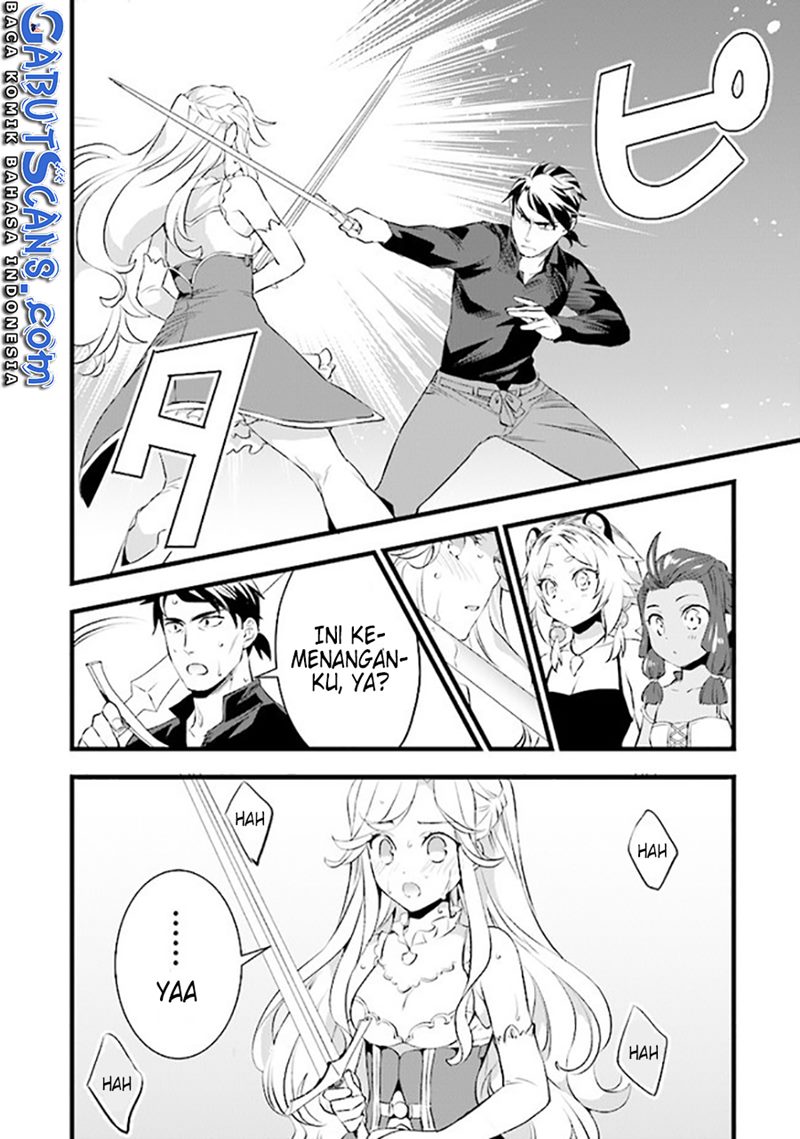 GABUTSCANS.COM
BACA KOMIK BAHASA INDONESIA
ピ
タ
INI KE-
MENANGAN-
KU, YA?
HAH
HAH
......
YAA
HAH
HAH